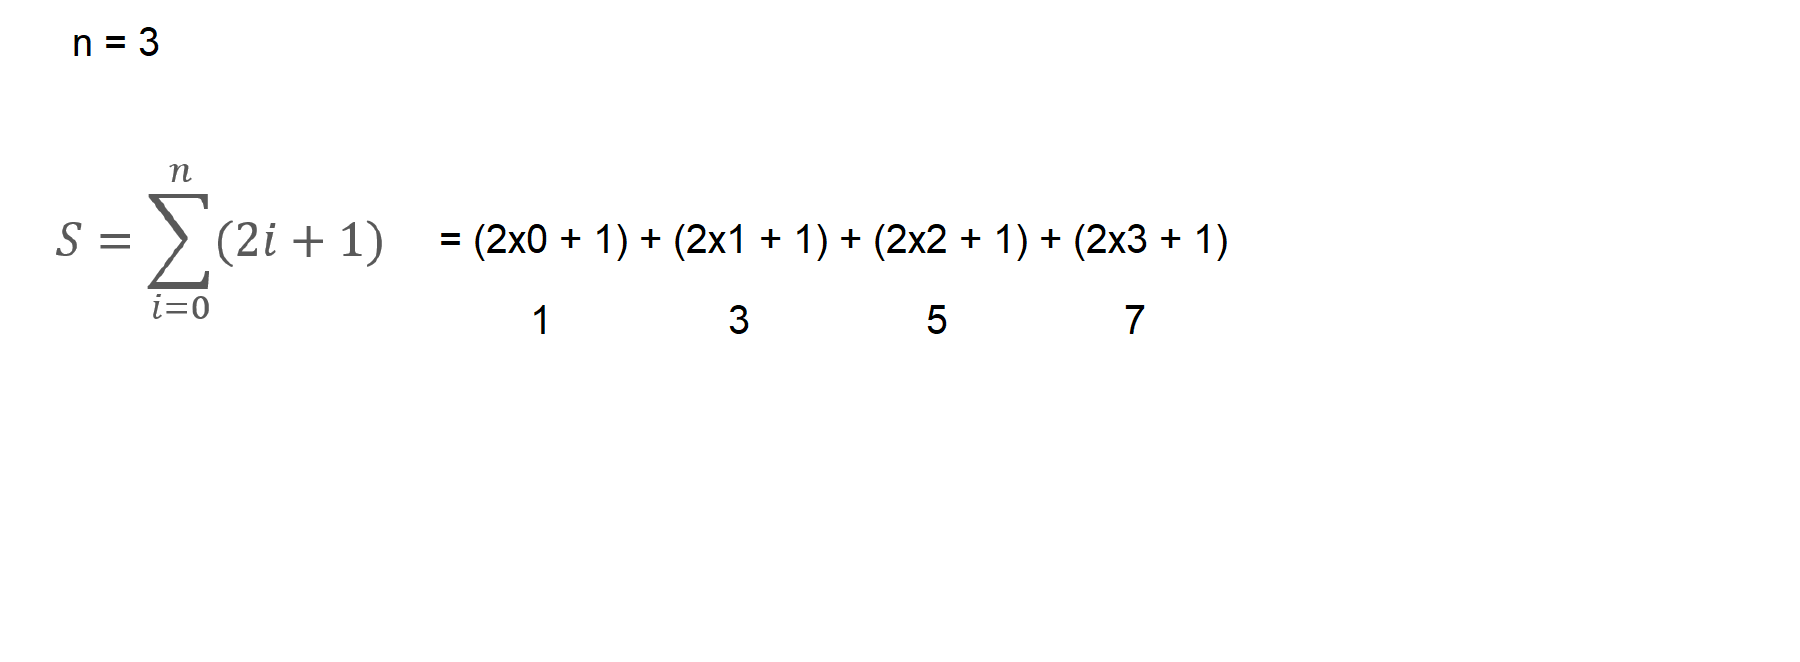 n = 3
n
S = ∑(2i + 1) = (2x0 + 1) + (2x1 + 1) + (2x2 + 1) + (2x3 + 1)
i=0
1 3 5 7